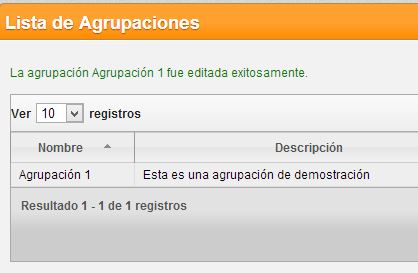 Lista de Agrupaciones
La agrupación Agrupación 1 fue editada exitosamente.
Ver 10 registros
Nombre Descripción
Agrupación 1 Esta es una agrupación de demostración
Resultado 1 - 1 de 1 registros